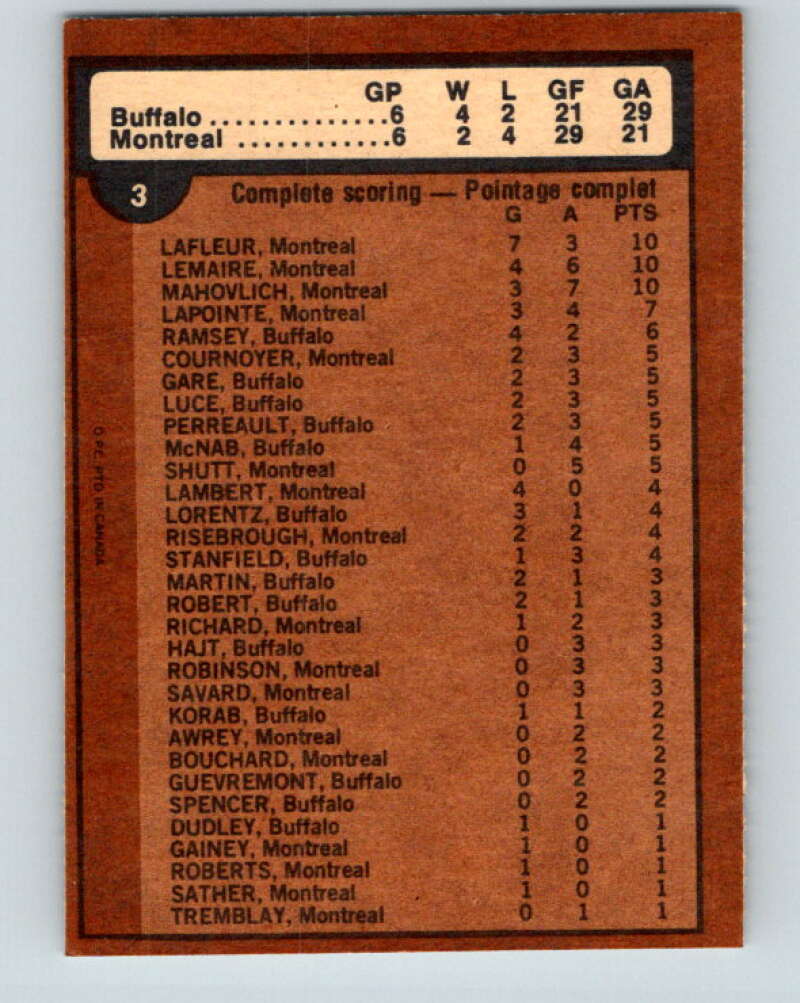 GP W L GF GA
Buffalo ..............6 4 2 21 29
Montreal ............6 2 4 29 21
3
Complete scoring — Pointage complet
G A PTS
LAFLEUR, Montreal 7 3 10
LEMAIRE, Montreal 4 6 10
MAHOVLICH, Montreal 3 7 10
LAPOINTE, Montreal 3 4 7
RAMSEY, Buffalo 4 2 6
COURNOYER, Montreal 2 3 5
GARE, Buffalo 2 3 5
LUCE, Buffalo 2 3 5
PERREAULT, Buffalo 2 3 5
McNAB, Buffalo 1 4 5
SHUTT, Montreal 0 5 5
LAMBERT, Montreal 4 0 4
LORENTZ, Buffalo 3 1 4
RISEBROUGH, Montreal 2 2 4
STANFIELD, Buffalo 1 3 4
MARTIN, Buffalo 2 1 3
ROBERT, Buffalo 2 1 3
RICHARD, Montreal 1 2 3
HAJT, Buffalo 0 3 3
ROBINSON, Montreal 0 3 3
SAVARD, Montreal 0 3 3
KORAB, Buffalo 1 1 2
AWREY, Montreal 0 2 2
BOUCHARD, Montreal 0 2 2
GUEVREMONT, Buffalo 0 2 2
SPENCER, Buffalo 0 2 2
DUDLEY, Buffalo 1 0 1
GAINEY, Montreal 1 0 1
ROBERTS, Montreal 1 0 1
SATHER, Montreal 1 0 1
TREMBLAY, Montreal 0 1 1
O.P.C. PTD IN CANADA